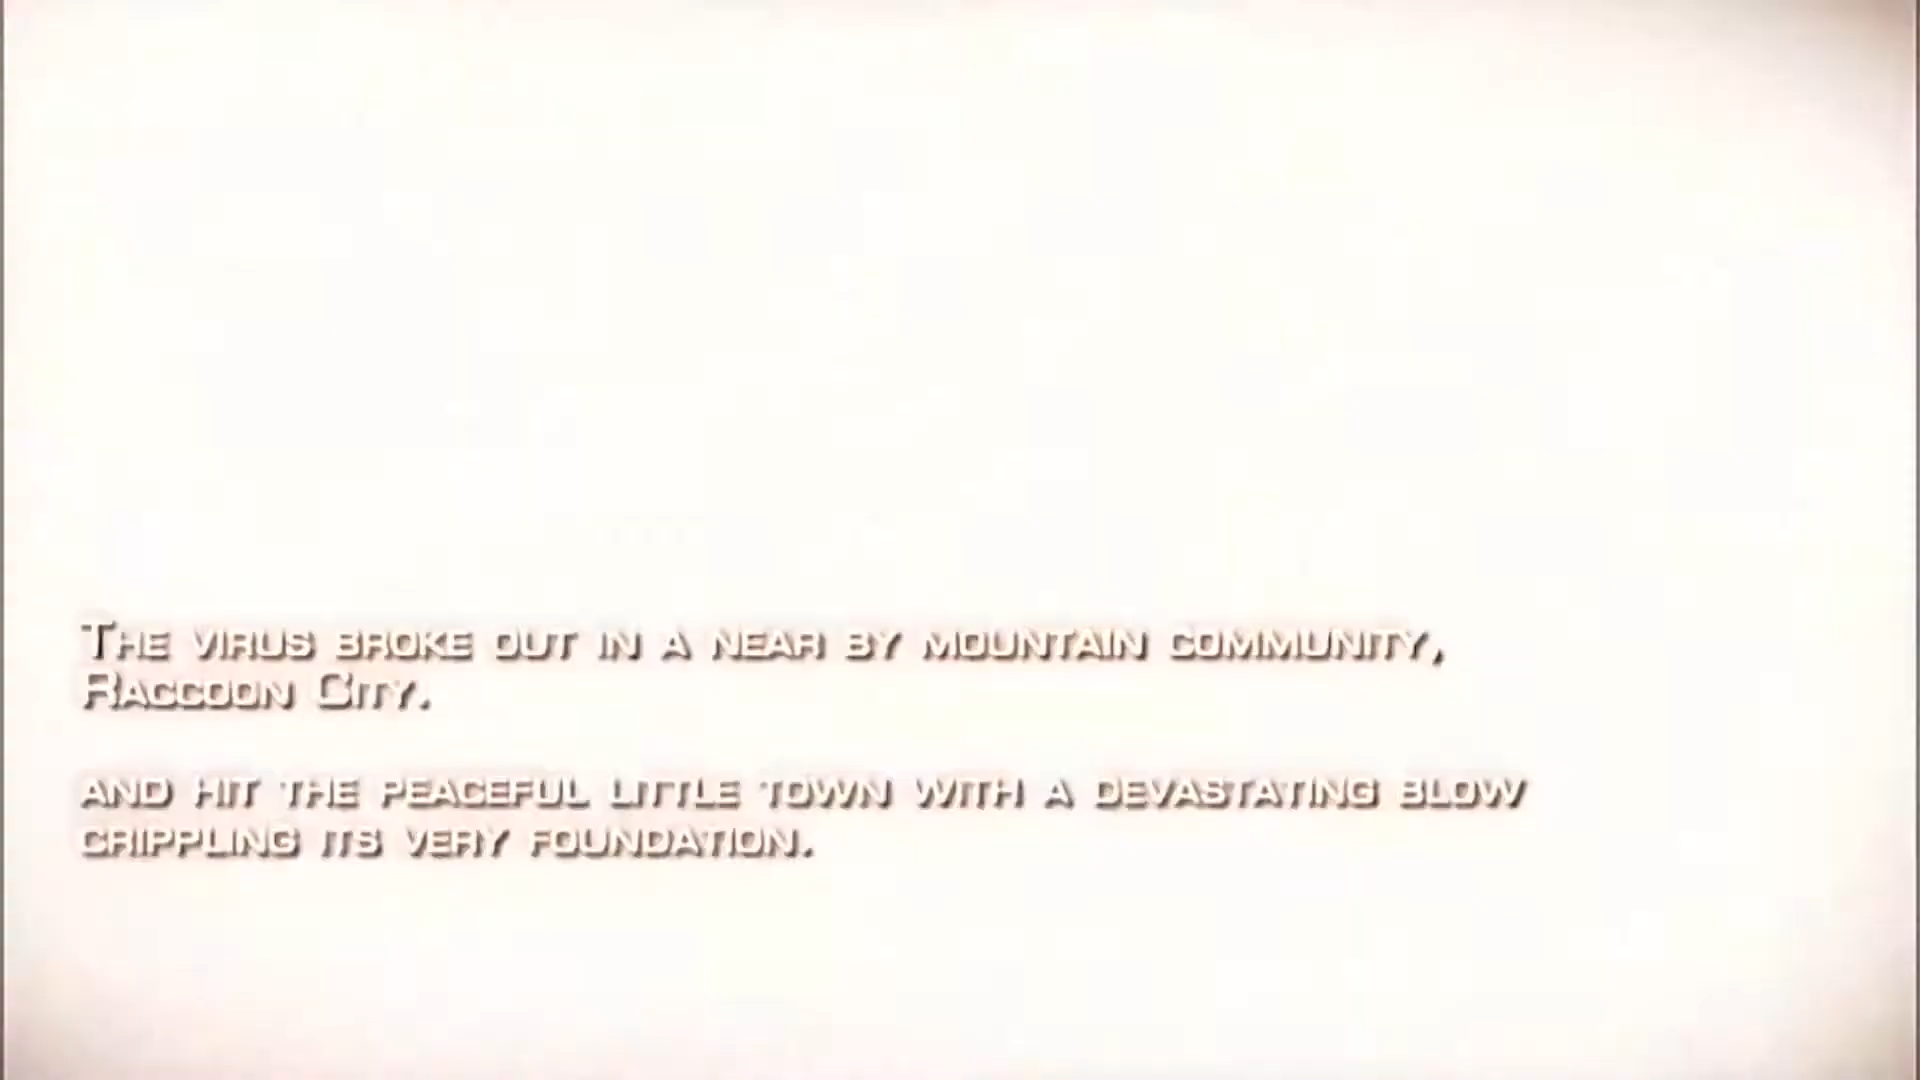 The virus broke out in a near by mountain community,
Raccoon City.
and hit the peaceful little town with a devastating blow
crippling its very foundation.